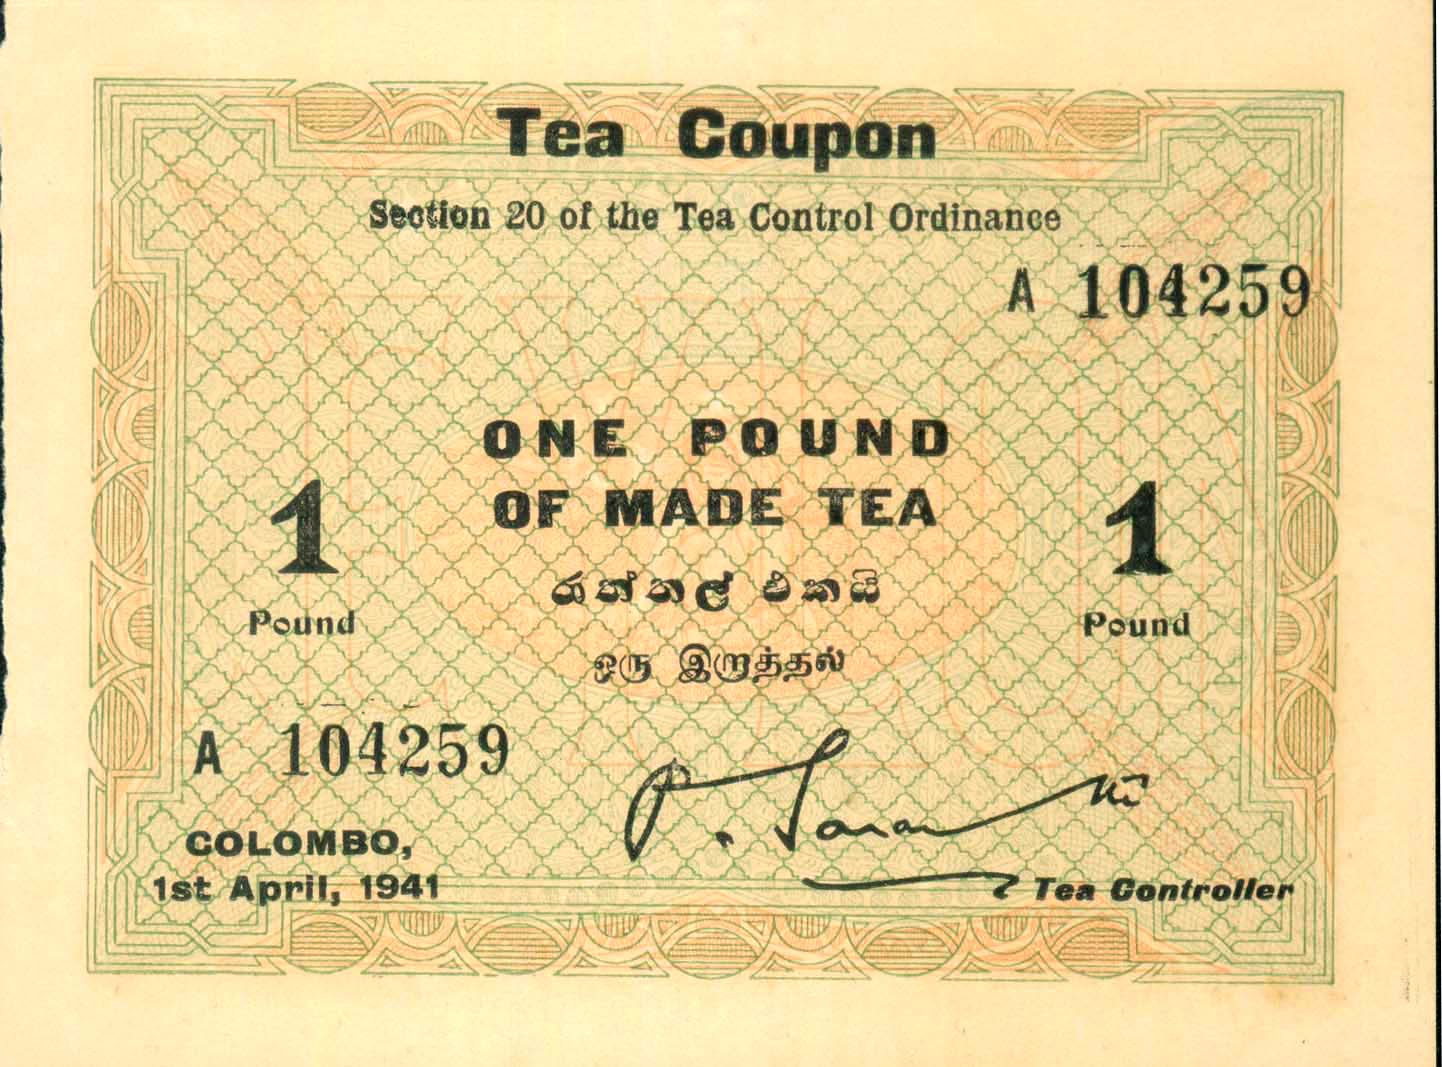 Tea Coupon
Section 20 of the Tea Control Ordinance
A 104259
ONE POUND
OF MADE TEA
1
Pound
1
Pound
රාත්තල් එකයි
ஒரு இறாத்தல்
A 104259
COLOMBO,
1st April, 1941
Tea Controller